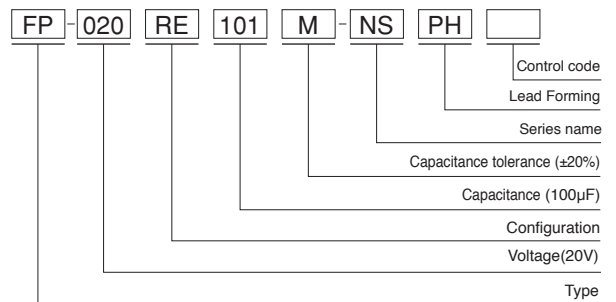 FP - 020 RE 101 M - NS PH
Control code
Lead Forming
Series name
Capacitance tolerance (±20%)
Capacitance (100µF)
Configuration
Voltage(20V)
Type